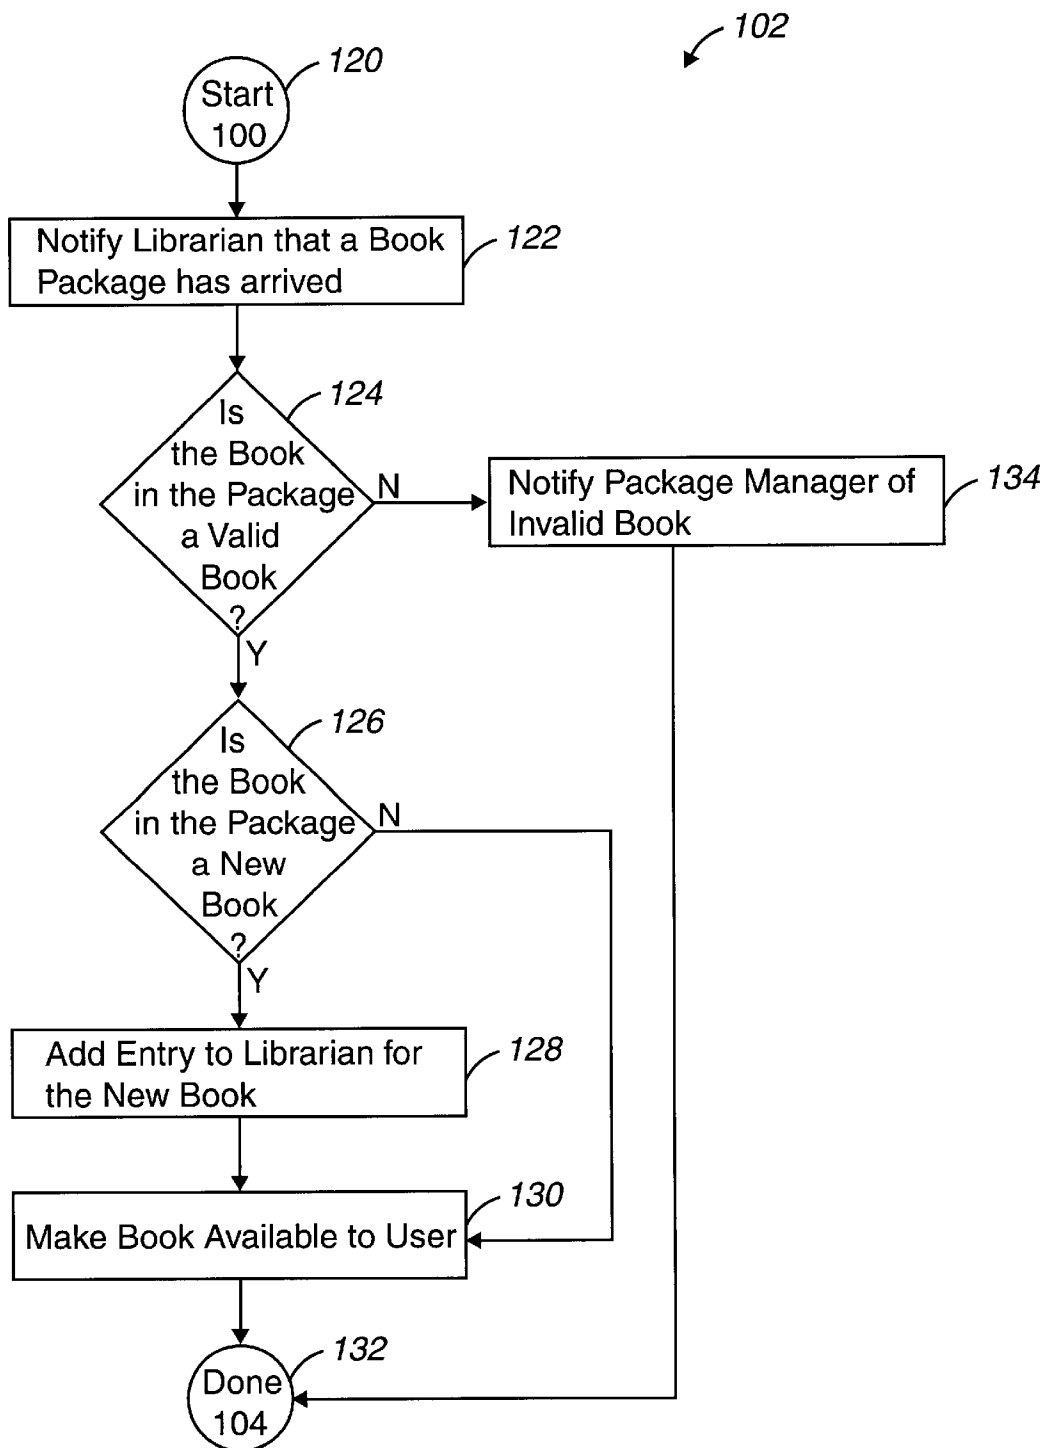 102
120
Start
100
Notify Librarian that a Book
Package has arrived
122
124
Is
the Book
in the Package
a Valid
Book
?
N
Y
Notify Package Manager of
Invalid Book
134
126
Is
the Book
in the Package
a New
Book
?
N
Y
Add Entry to Librarian for
the New Book
128
130
Make Book Available to User
132
Done
104